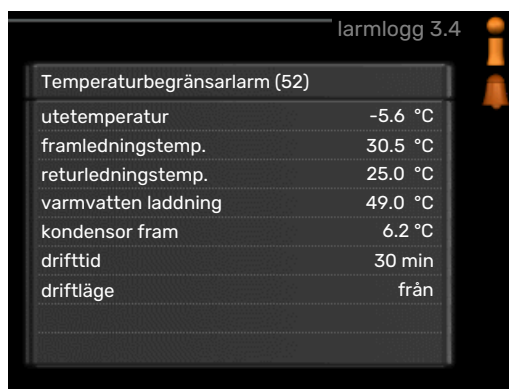 larmlogg 3.4
Temperaturbegränsarlarm (52)
utetemperatur -5.6 °C
framledningstemp. 30.5 °C
returledningstemp. 25.0 °C
varmvatten laddning 49.0 °C
kondensor fram 6.2 °C
drifttid 30 min
driftläge från